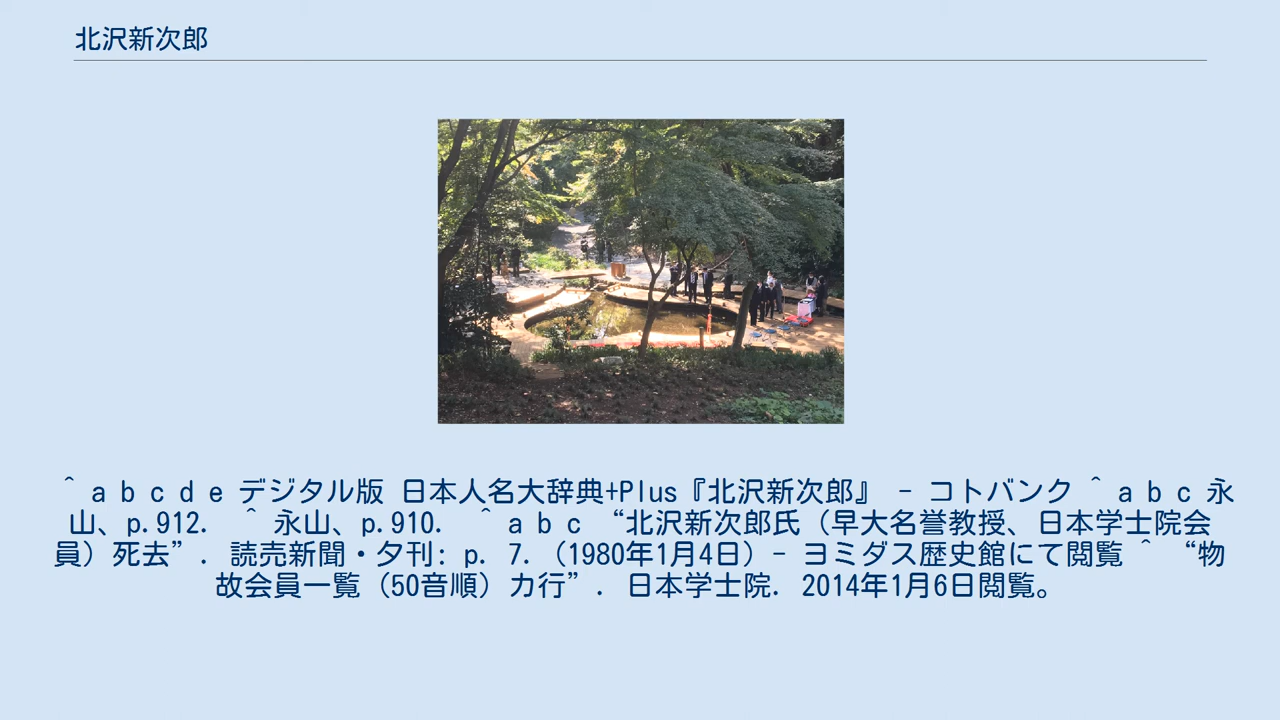 北沢新次郎
^ a b c d e デジタル版 日本人名大辞典+Plus『北沢新次郎』 - コトバンク ^ a b c 永
山、p.912. ^ 永山、p.910. ^ a b c “北沢新次郎氏（早大名誉教授、日本学士院会
員）死去”. 読売新聞・夕刊: p. 7.（1980年1月4日）- ヨミダス歴史館にて閲覧 ^ “物
故会員一覧（50音順）カ行”. 日本学士院. 2014年1月6日閲覧。